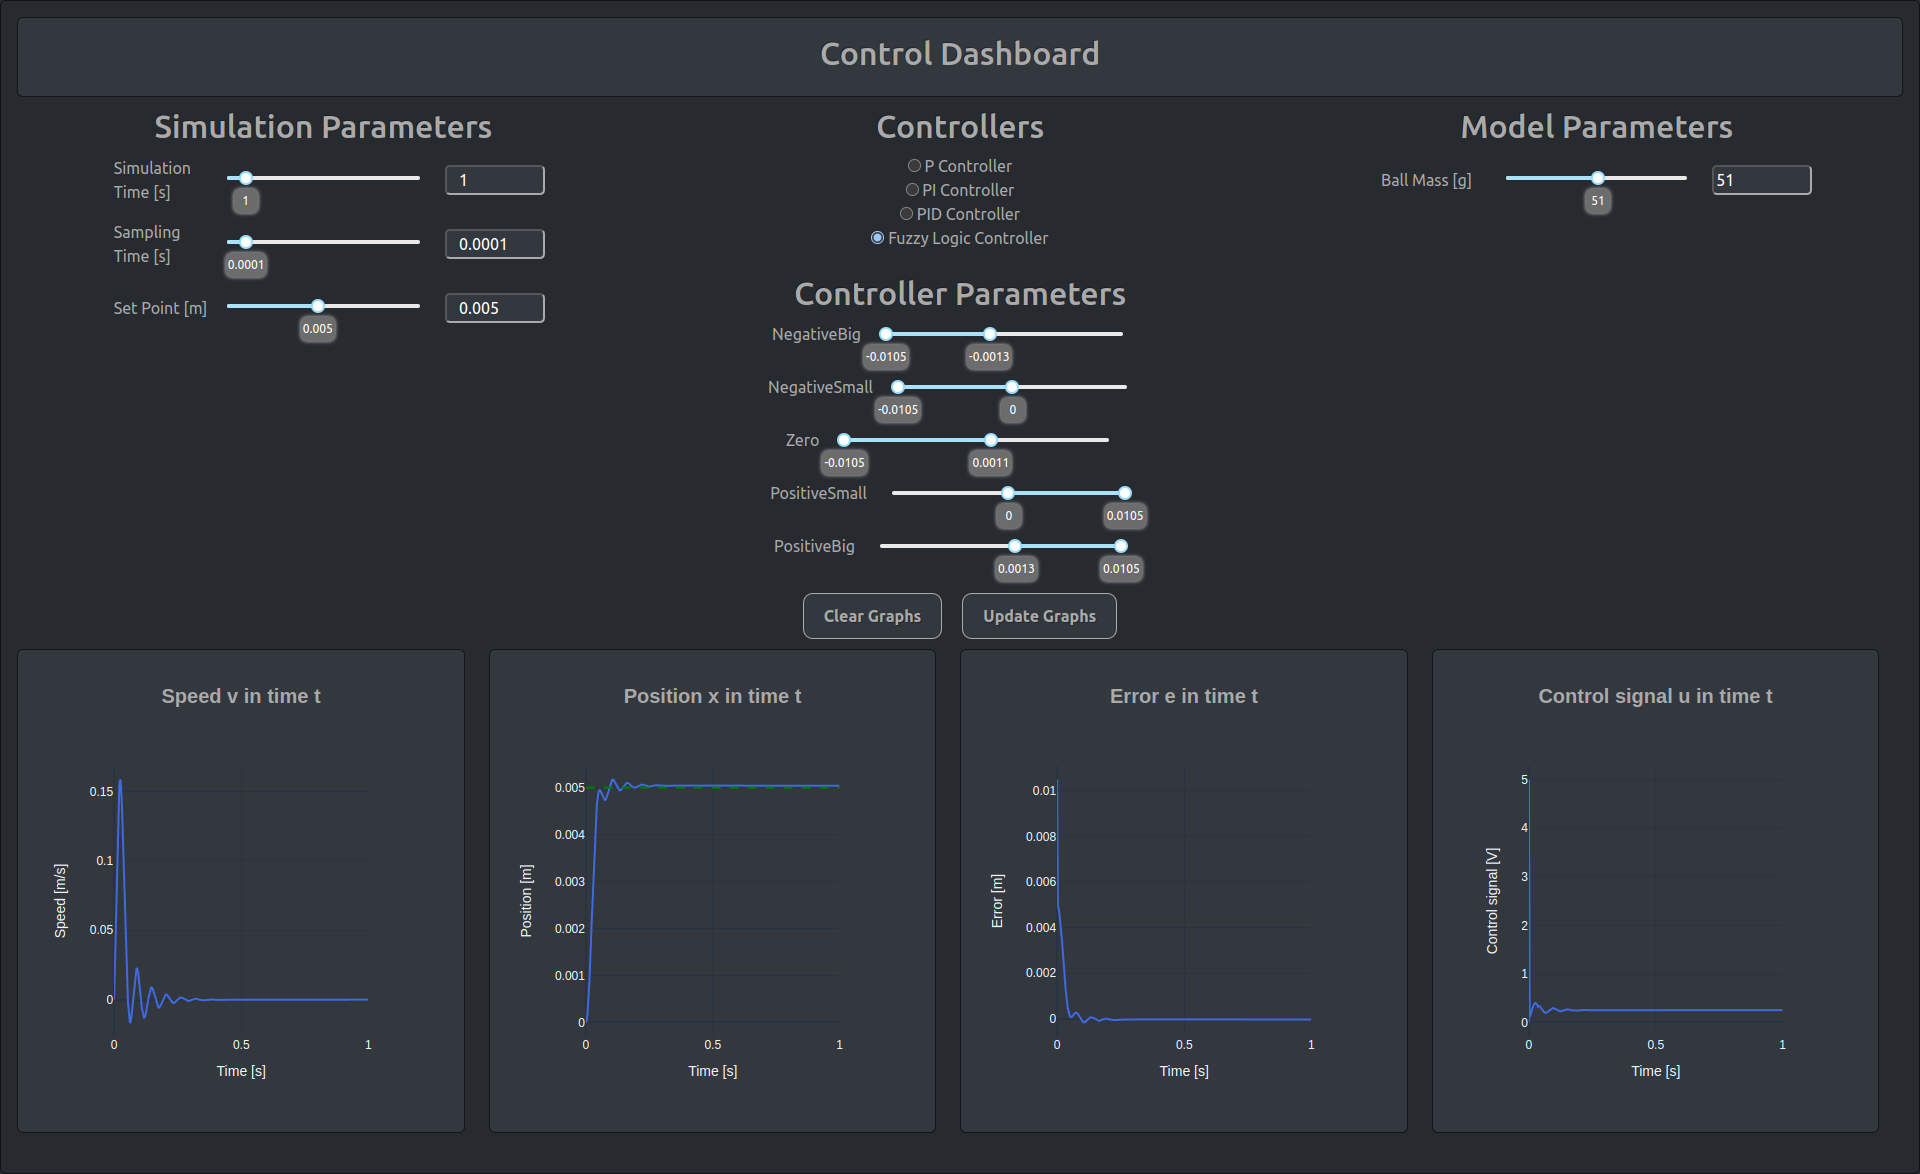 Control Dashboard
Simulation Parameters
Simulation
Time [s]
1
1
Sampling
Time [s]
0.0001
0.0001
Set Point [m]
0.005
0.005
Controllers
P Controller
PI Controller
PID Controller
Fuzzy Logic Controller
Controller Parameters
NegativeBig
-0.0105
-0.0013
NegativeSmall
-0.0105
0
Zero
-0.0105
0.0011
PositiveSmall
0
0.0105
PositiveBig
0.0013
0.0105
Clear Graphs
Update Graphs
Model Parameters
Ball Mass [g]
51
51
Speed v in time t
Speed [m/s]
0.15
0.1
0.05
0
0
0.5
1
Time [s]
Position x in time t
Position [m]
0.005
0.004
0.003
0.002
0.001
0
0
0.5
1
Time [s]
Error e in time t
Error [m]
0.01
0.008
0.006
0.004
0.002
0
0
0.5
1
Time [s]
Control signal u in time t
Control signal [V]
5
4
3
2
1
0
0
0.5
1
Time [s]